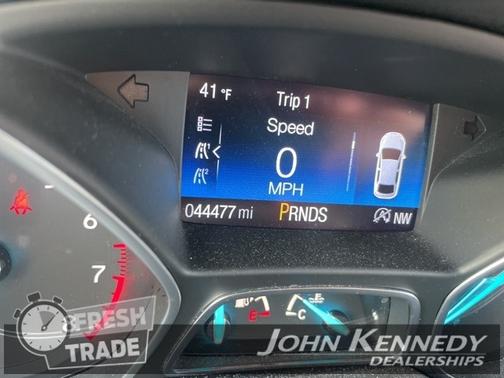 41 °F
Trip 1
Speed
0
MPH
044477 mi PRNDS NW
6
7
E
C
FRESH
TRADE
JOHN KENNEDY
DEALERSHIPS